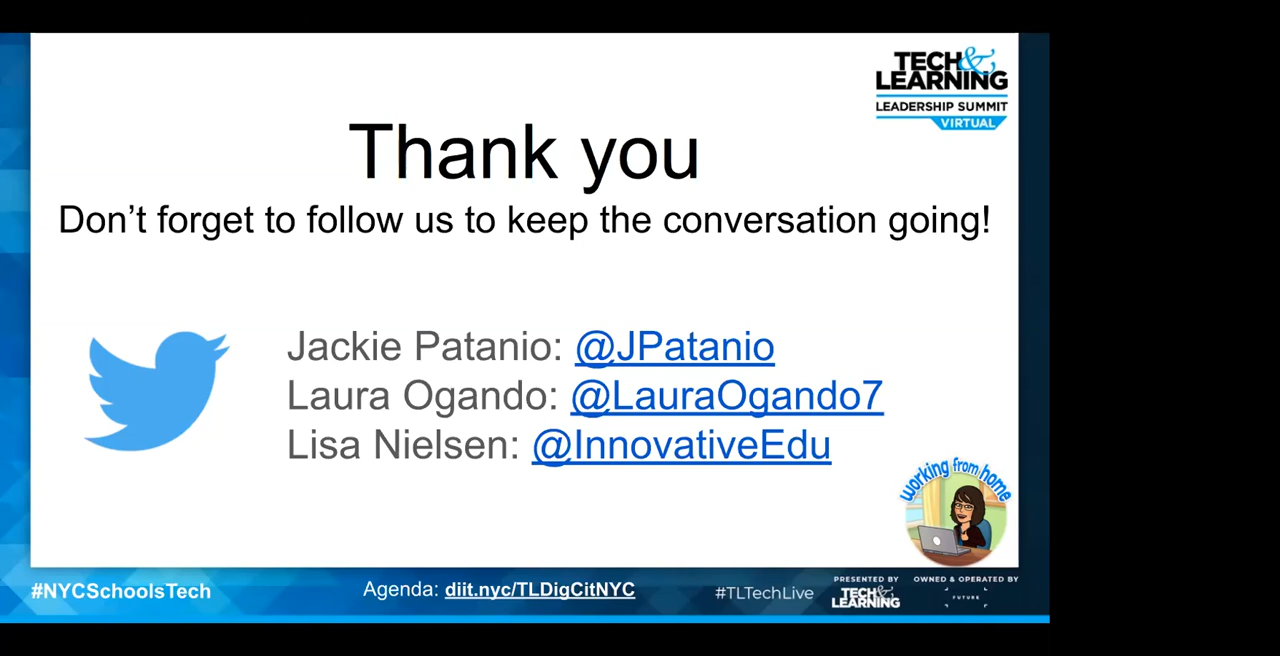 TECH&
LEARNING
LEADERSHIP SUMMIT
VIRTUAL
Thank you
Don’t forget to follow us to keep the conversation going!
Jackie Patanio: @JPatanio
Laura Ogando: @LauraOgando7
Lisa Nielsen: @InnovativeEdu
working from home
#NYCSchoolsTech
Agenda: diit.nyc/TLDigCitNYC
#TLTechLive
PRESENTED BY
TECH&
LEARNING
OWNED & OPERATED BY
FUTURE